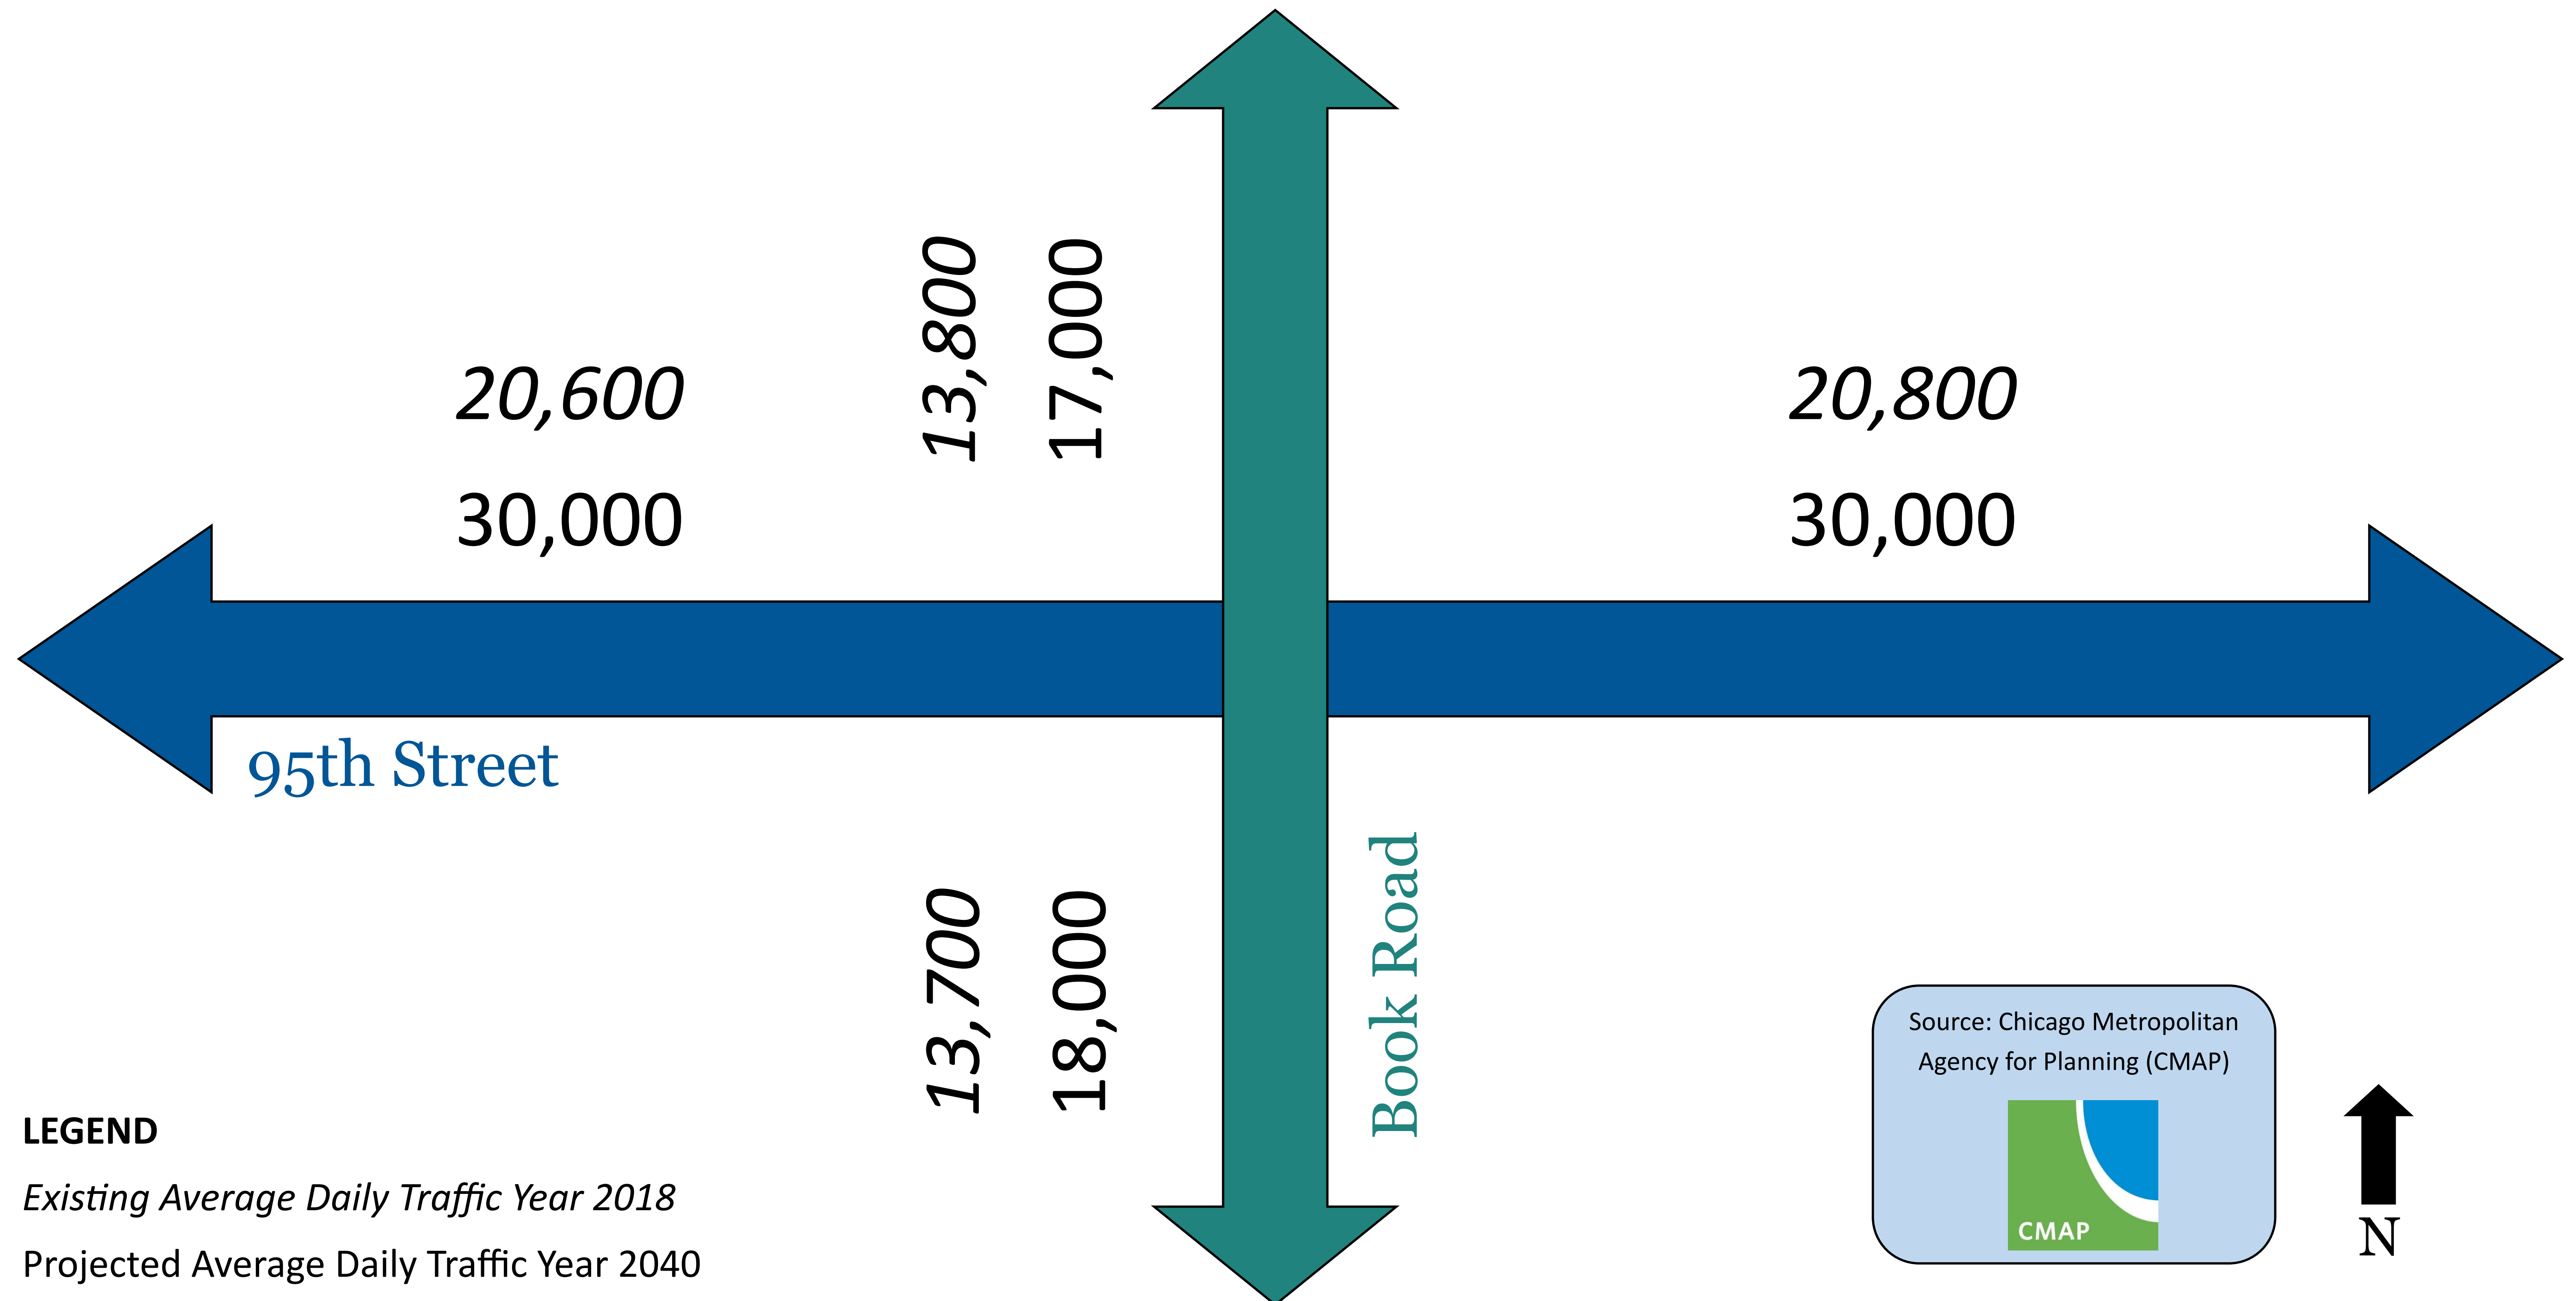 13,800
17,000
20,600
30,000
20,800
30,000
95th Street
13,700
18,000
Book Road
Source: Chicago Metropolitan
Agency for Planning (CMAP)
CMAP
N
LEGEND
Existing Average Daily Traffic Year 2018
Projected Average Daily Traffic Year 2040